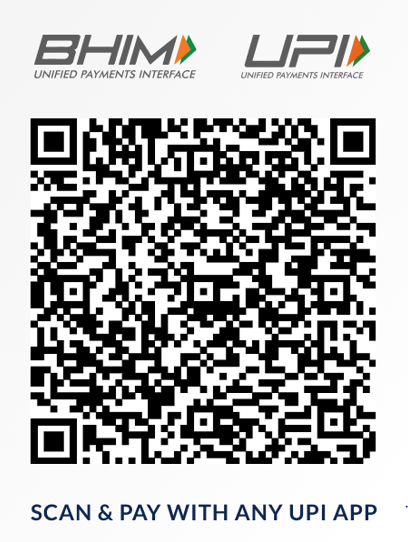 BHIM UPI
UNIFIED PAYMENTS INTERFACE UNIFIED PAYMENTS INTERFACE
SCAN & PAY WITH ANY UPI APP